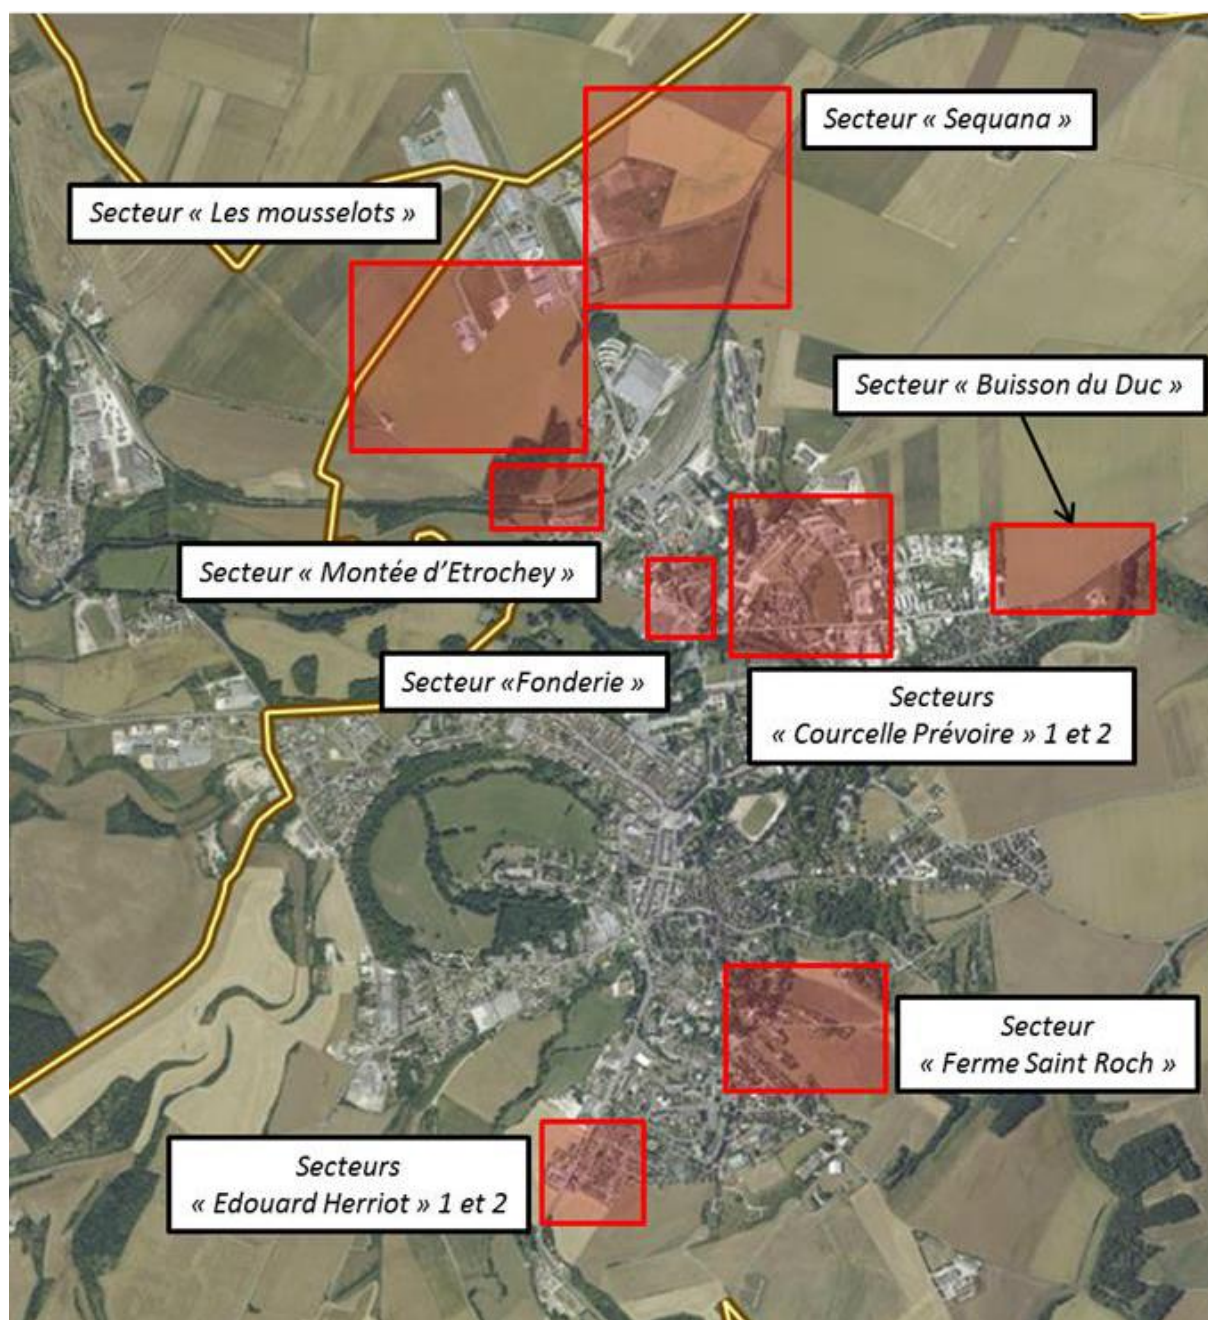 Secteur « Sequana »
Secteur « Les mousselots »
Secteur « Buisson du Duc »
Secteur « Montée d’Etrochey »
Secteur «Fonderie »
Secteurs
« Courcelle Prévoire » 1 et 2
Secteur
« Ferme Saint Roch »
Secteurs
« Edouard Herriot » 1 et 2